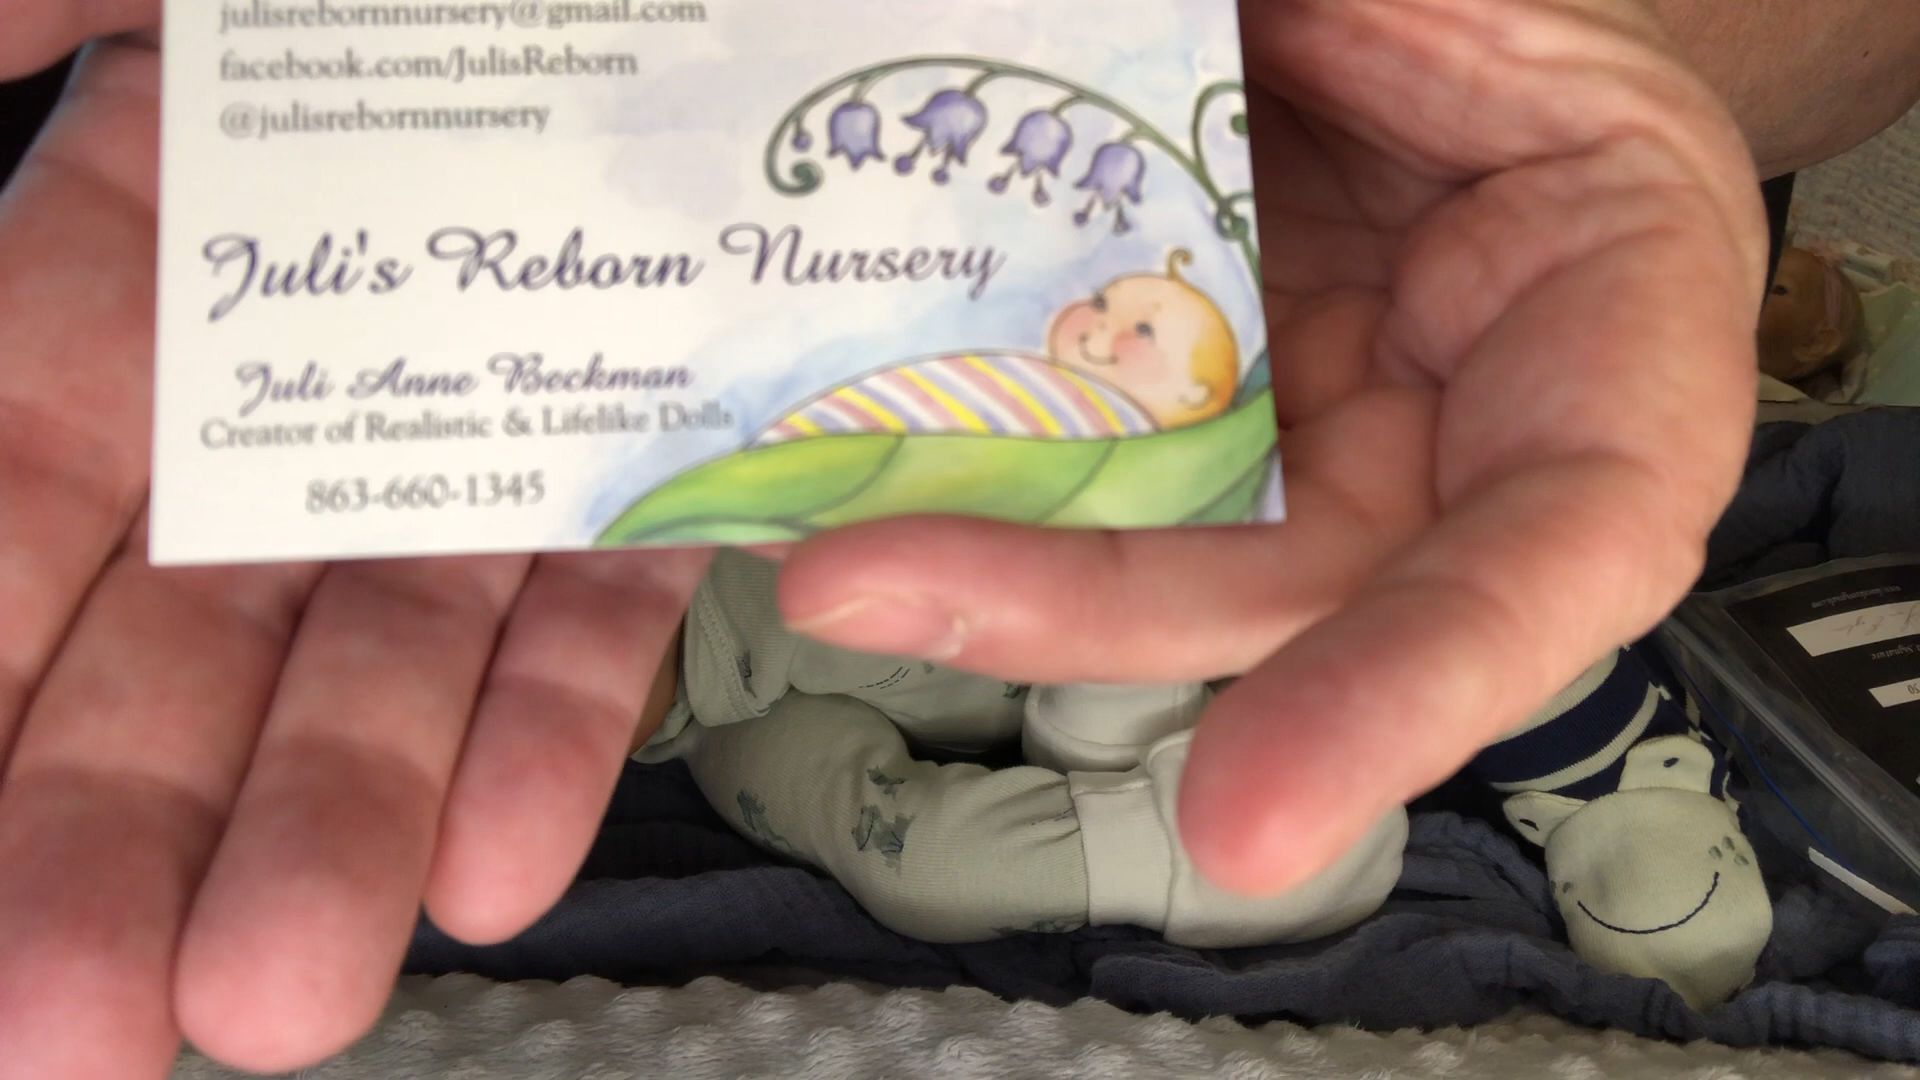 julisrebornnursery@gmail.com
facebook.com/JulisReborn
@julisrebornnursery
Juli's Reborn Nursery
Juli Anne Beckman
Creator of Realistic & Lifelike Dolls
863-660-1345